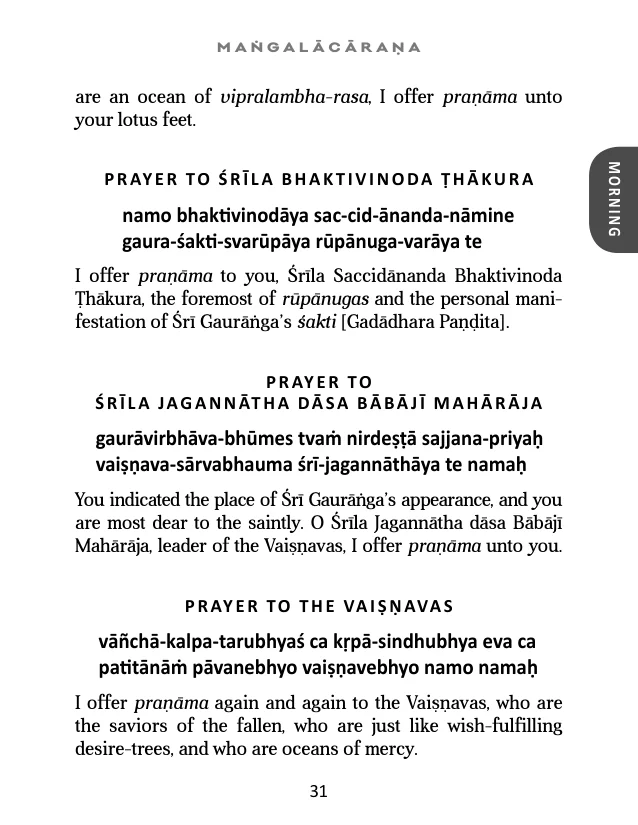 MAṄGALĀCĀRAṆA
are an ocean of vipralambha-rasa, I offer praṇāma unto
your lotus feet.
MORNING
PRAYER TO ŚRĪLA BHAKTIVINODA ṬHĀKURA
namo bhaktivinodāya sac-cid-ānanda-nāmine
gaura-śakti-svarūpāya rūpānuga-varāya te
I offer praṇāma to you, Śrīla Saccidānanda Bhaktivinoda
Ṭhākura, the foremost of rūpānugas and the personal mani-
festation of Śrī Gaurāṅga’s śakti [Gadādhara Paṇḍita].
PRAYER TO
ŚRĪLA JAGANNĀTHA DĀSA BĀBĀJĪ MAHĀRĀJA
gaurāvirbhāva-bhūmes tvaṁ nirdeṣṭā sajjana-priyaḥ
vaiṣṇava-sārvabhauma śrī-jagannāthāya te namaḥ
You indicated the place of Śrī Gaurāṅga’s appearance, and you
are most dear to the saintly. O Śrīla Jagannātha dāsa Bābājī
Mahārāja, leader of the Vaiṣṇavas, I offer praṇāma unto you.
PRAYER TO THE VAIṢṆAVAS
vāñchā-kalpa-tarubhyaś ca kṛpā-sindhubhya eva ca
patitānāṁ pāvanebhyo vaiṣṇavebhyo namo namaḥ
I offer praṇāma again and again to the Vaiṣṇavas, who are
the saviors of the fallen, who are just like wish-fulfilling
desire-trees, and who are oceans of mercy.
31